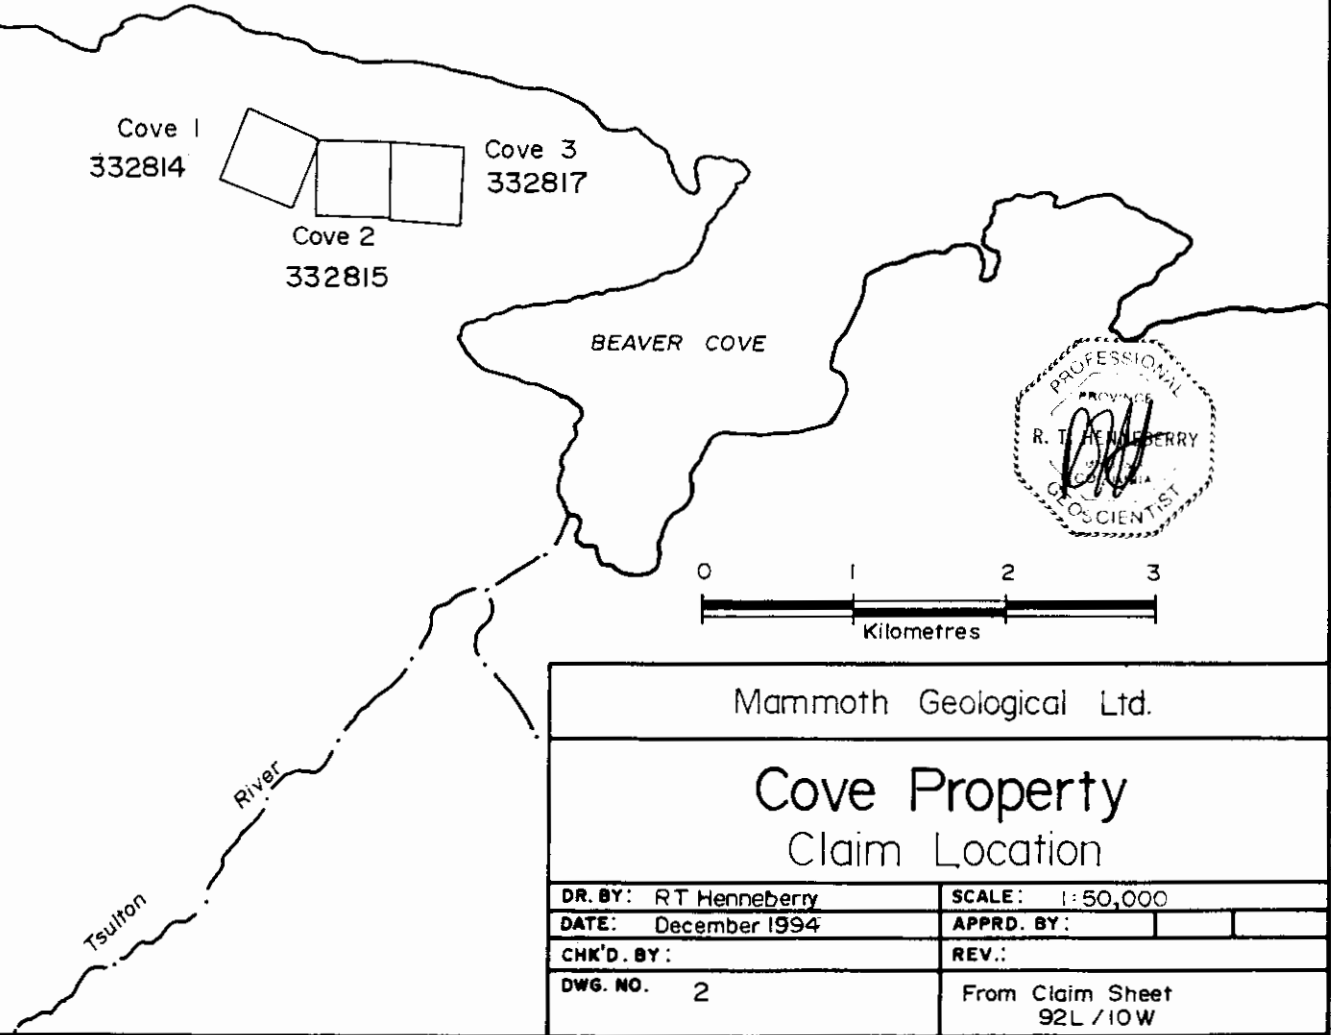 Cove 1
332814
Cove 3
332817
Cove 2
332815
BEAVER COVE
PROFESSIONAL
PROVINCE
R. T. HENNEBERRY
GEOSCIENTIST
0 1 2 3
Kilometres
River
Tsulton
Mammoth Geological Ltd.
Cove Property
Claim Location
DR. BY: RT Henneberry
SCALE: 1:50,000
DATE: December 1994
APPRD. BY:
CHK'D. BY:
REV.:
DWG. NO. 2
From Claim Sheet
92L /10W